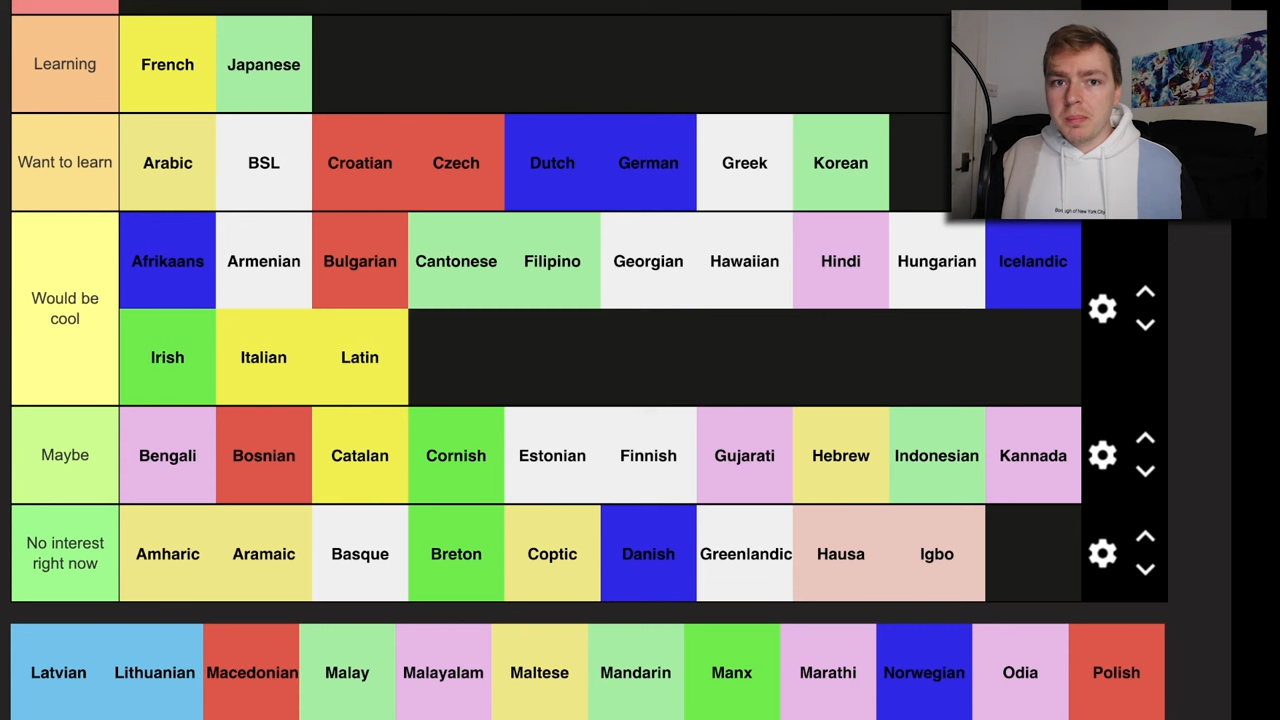 Learning
French
Japanese
Want to learn
Arabic
BSL
Croatian
Czech
Dutch
German
Greek
Korean
Would be
cool
Afrikaans
Armenian
Bulgarian
Cantonese
Filipino
Georgian
Hawaiian
Hindi
Hungarian
Icelandic
Irish
Italian
Latin
Maybe
Bengali
Bosnian
Catalan
Cornish
Estonian
Finnish
Gujarati
Hebrew
Indonesian
Kannada
No interest
right now
Amharic
Aramaic
Basque
Breton
Coptic
Danish
Greenlandic
Hausa
Igbo
Latvian
Lithuanian
Macedonian
Malay
Malayalam
Maltese
Mandarin
Manx
Marathi
Norwegian
Odia
Polish